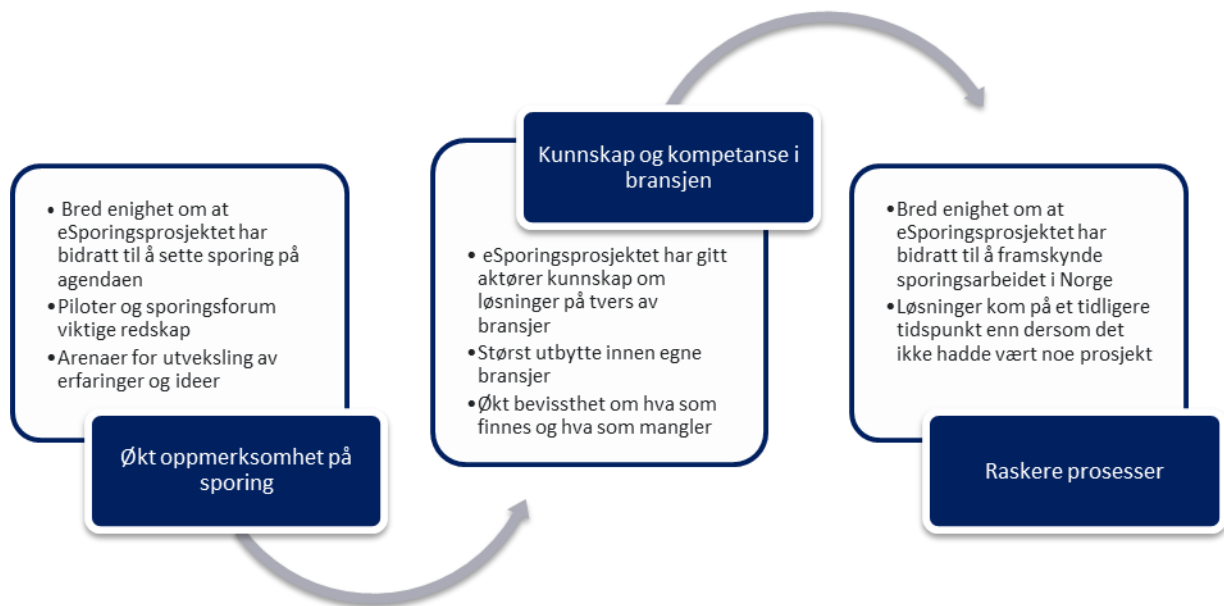 • Bred enighet om at
eSporingsprosjektet har
bidratt til å sette sporing på
agendaen
•Piloter og sporingsforum
viktige redskap
•Arenaer for utveksling av
erfaringer og ideer
Økt oppmerksomhet på
sporing
Kunnskap og kompetanse i
bransjen
• eSporingsprosjektet har gitt
aktører kunnskap om
løsninger på tvers av
bransjer
•Størst utbytte innen egne
bransjer
•Økt bevissthet om hva som
finnes og hva som mangler
•Bred enighet om at
eSporingsprosjektet har
bidratt til å framskynde
sporingsarbeidet i Norge
•Løsninger kom på et tidligere
tidspunkt enn dersom det
ikke hadde vært noe prosjekt
Raskere prosesser